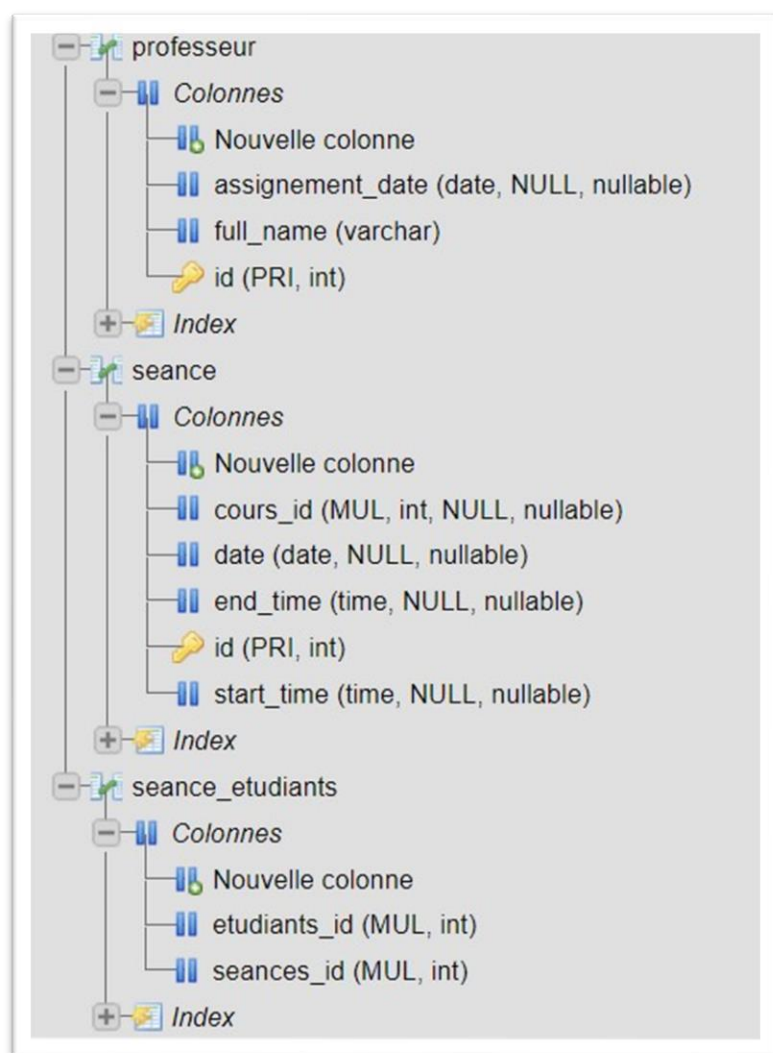 professeur
Colonnes
Nouvelle colonne
assignement_date (date, NULL, nullable)
full_name (varchar)
id (PRI, int)
Index
seance
Colonnes
Nouvelle colonne
cours_id (MUL, int, NULL, nullable)
date (date, NULL, nullable)
end_time (time, NULL, nullable)
id (PRI, int)
start_time (time, NULL, nullable)
Index
seance_etudiants
Colonnes
Nouvelle colonne
etudiants_id (MUL, int)
seances_id (MUL, int)
Index